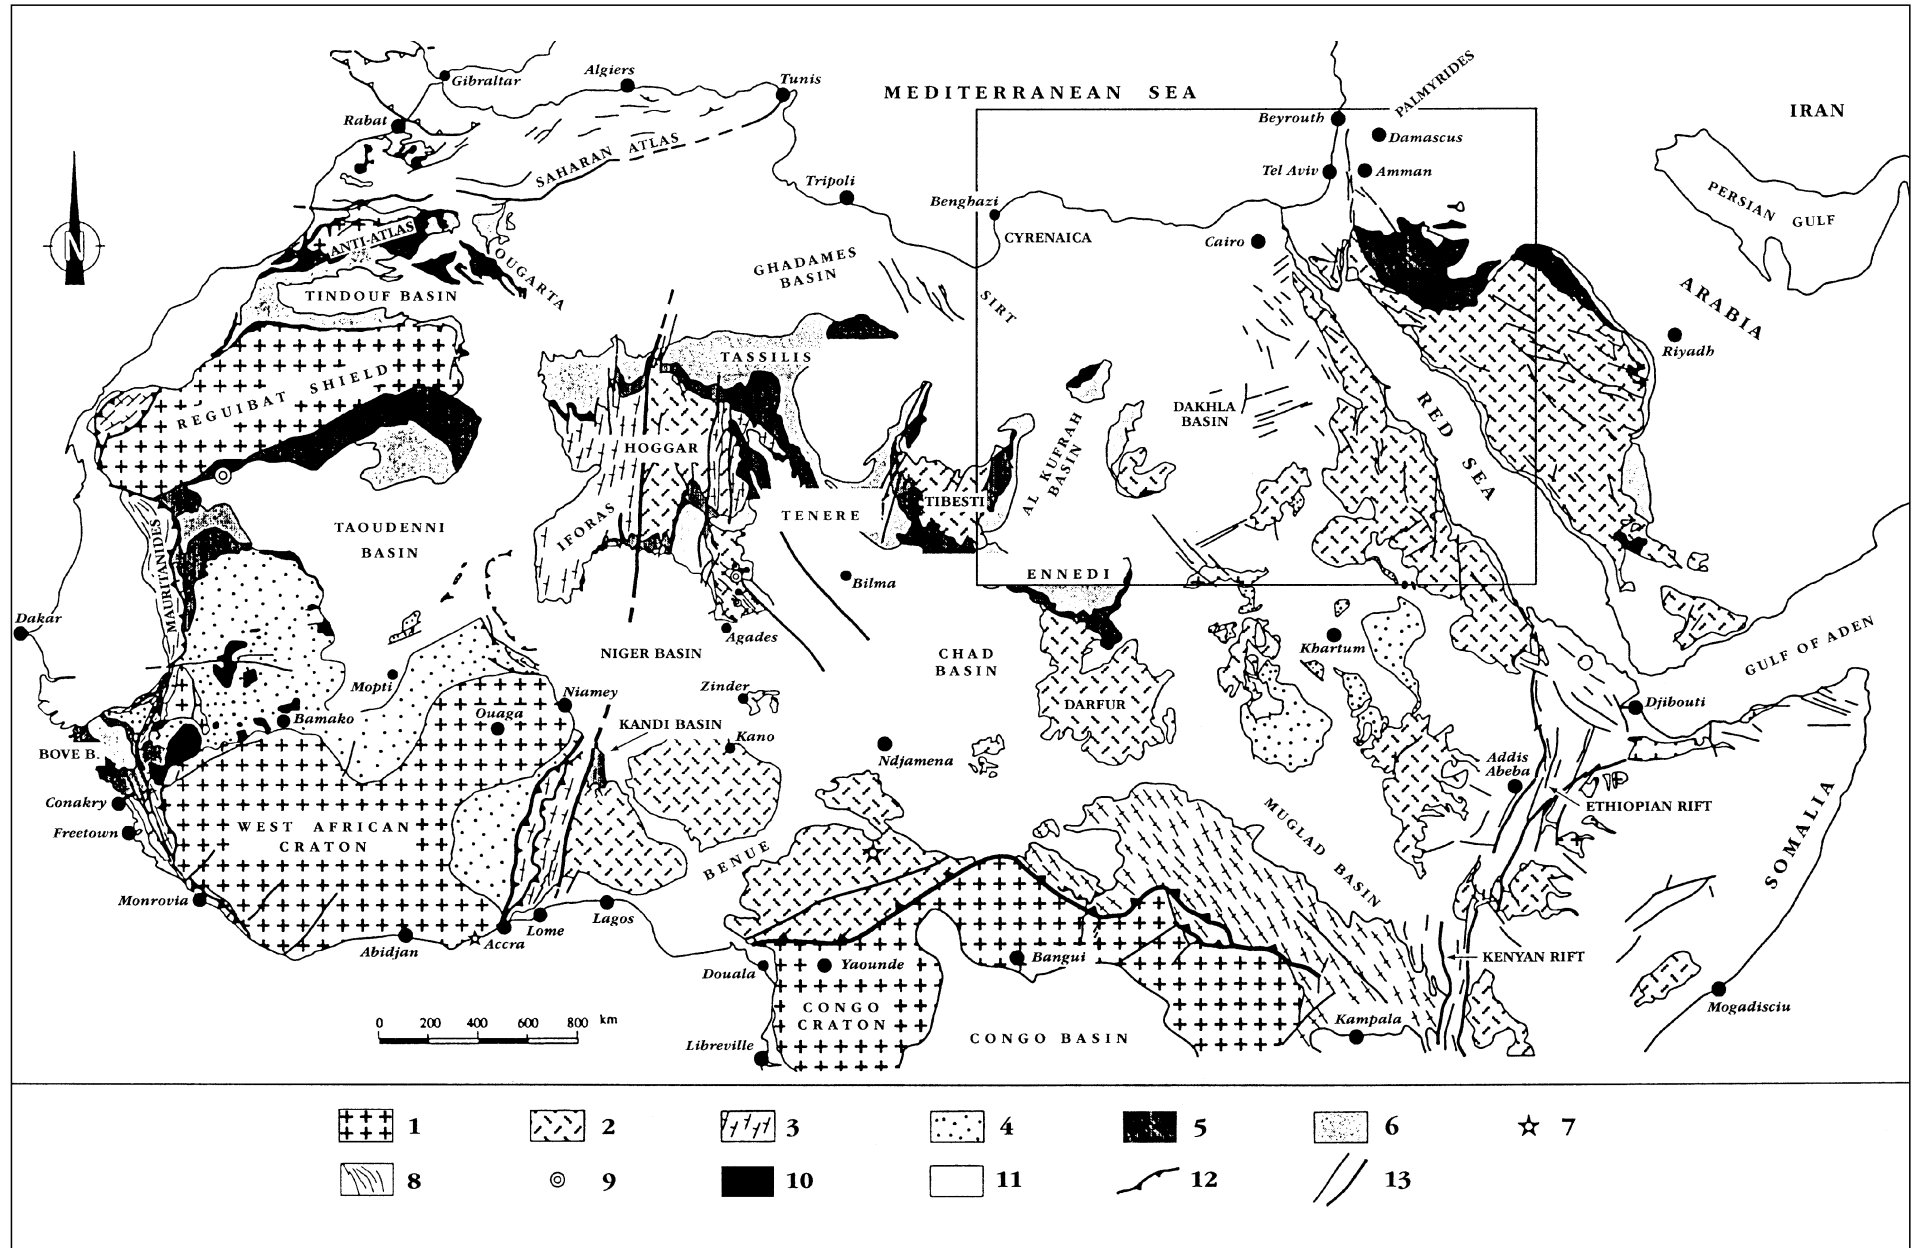 Gibraltar
Algiers
Tunis
MEDITERRANEAN SEA
PALMYRIDES
IRAN
Rabat
Beyrouth
Damascus
SAHARAN ATLAS
Tel Aviv
Amman
Tripoli
Benghazi
PERSIAN GULF
CYRENAICA
Cairo
N
ANTI-ATLAS
OUGARTA
GHADAMES
BASIN
SIRT
TINDOUF BASIN
ARABIA
Riyadh
TASSILIS
REGUIBAT SHIELD
DAKHLA
BASIN
RED SEA
HOGGAR
AL KUFRAH
BASIN
TIBESTI
TENERE
TAOUDENNI
BASIN
IFORAS
MAURITANIDES
Bilma
ENNEDI
Dakar
Agades
Khartum
NIGER BASIN
CHAD
BASIN
GULF OF ADEN
Mopti
Niamey
Zinder
Djibouti
Bamako
Ouaga
KANDI BASIN
DARFUR
BOVE B.
Kano
Ndjamena
Addis
Abeba
Conakry
ETHIOPIAN RIFT
Freetown
WEST AFRICAN
CRATON
MUGLAD BASIN
SOMALIA
BENUE
Monrovia
Abidjan
Accra
Lome
Lagos
Douala
Yaounde
Bangui
KENYAN RIFT
CONGO
CRATON
Mogadisciu
0 200 400 600 800 km
Libreville
CONGO BASIN
Kampala
1 2 3 4 5 6 7
8 9 10 11 12 13